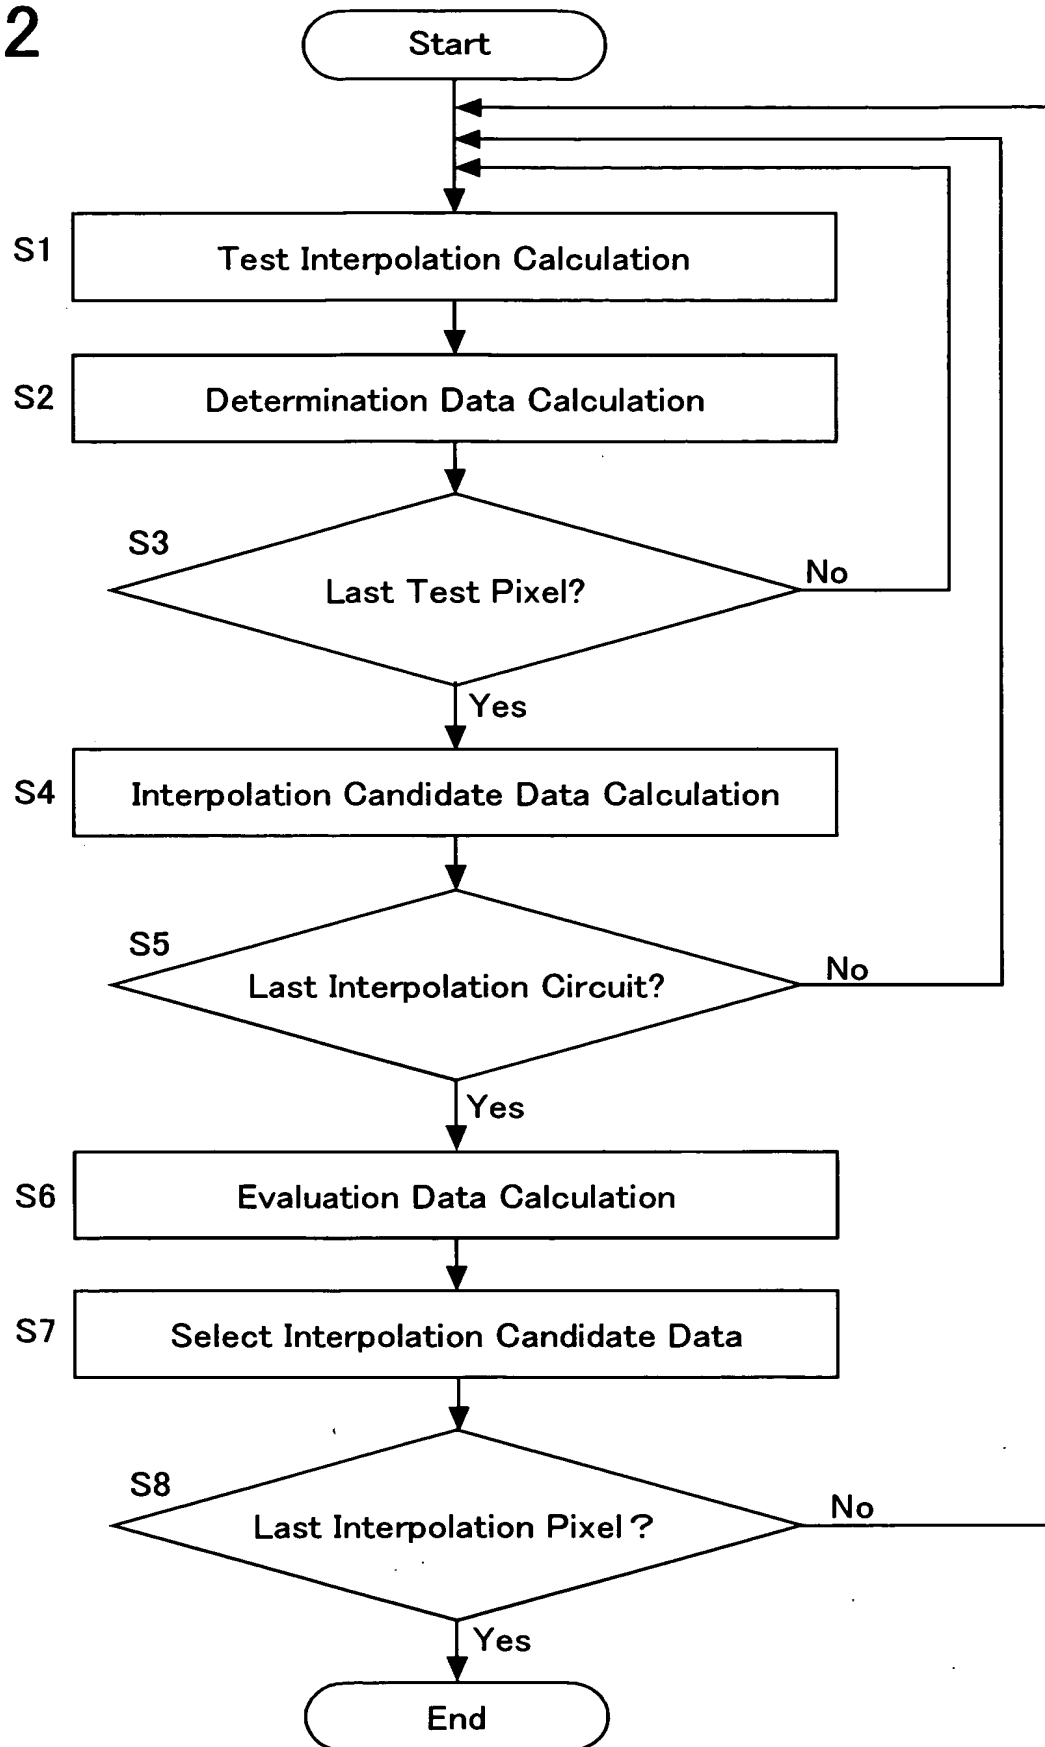 2
Start
S1
Test Interpolation Calculation
S2
Determination Data Calculation
S3
Last Test Pixel?
No
Yes
S4
Interpolation Candidate Data Calculation
S5
Last Interpolation Circuit?
No
Yes
S6
Evaluation Data Calculation
S7
Select Interpolation Candidate Data
S8
Last Interpolation Pixel?
No
Yes
End